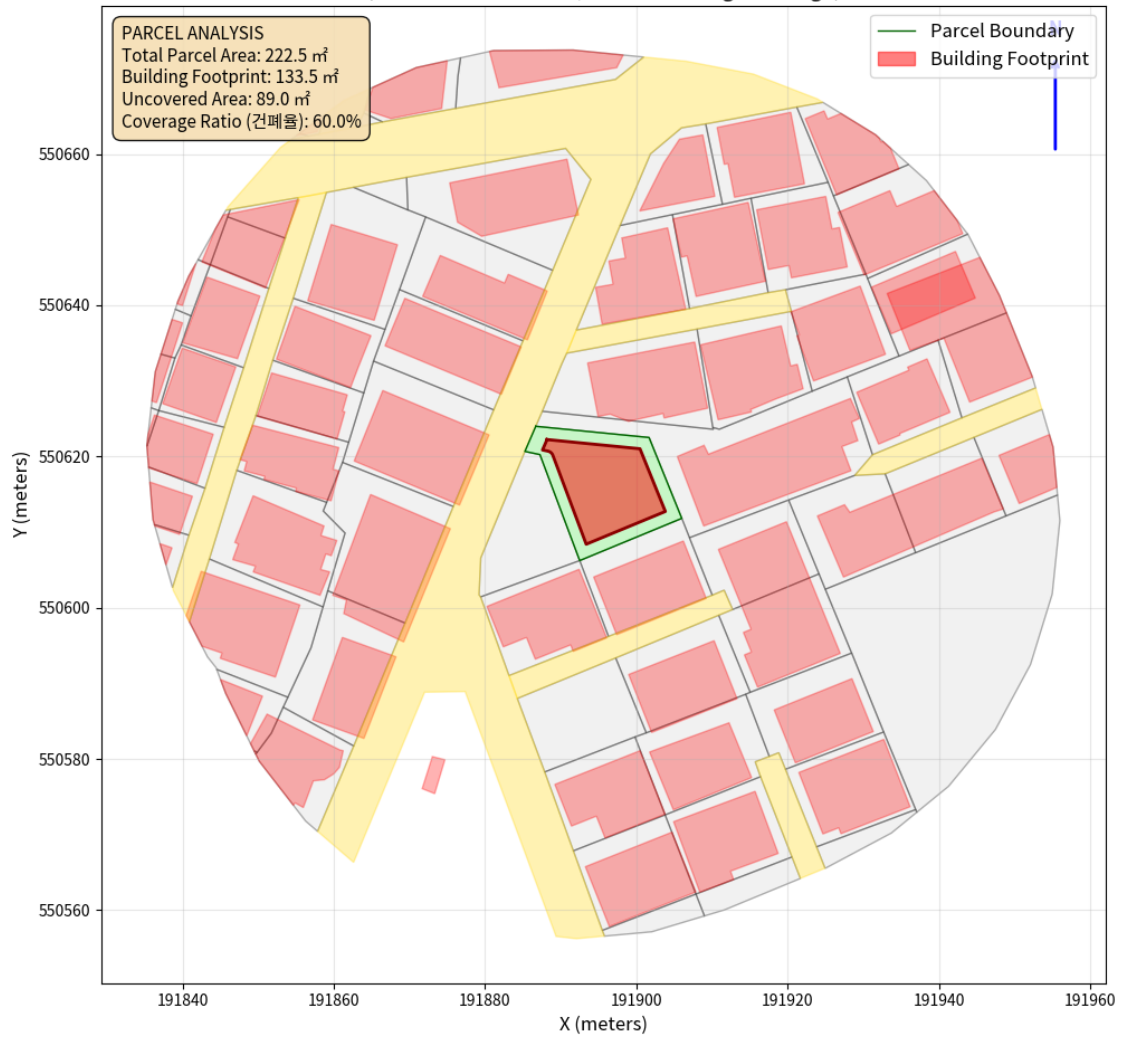 PARCEL ANALYSIS
Total Parcel Area: 222.5 ㎡
Building Footprint: 133.5 ㎡
Uncovered Area: 89.0 ㎡
Coverage Ratio (건폐율): 60.0%
Parcel Boundary
Building Footprint
N
550660
550640
550620
550600
550580
550560
Y (meters)
191840 191860 191880 191900 191920 191940 191960
X (meters)